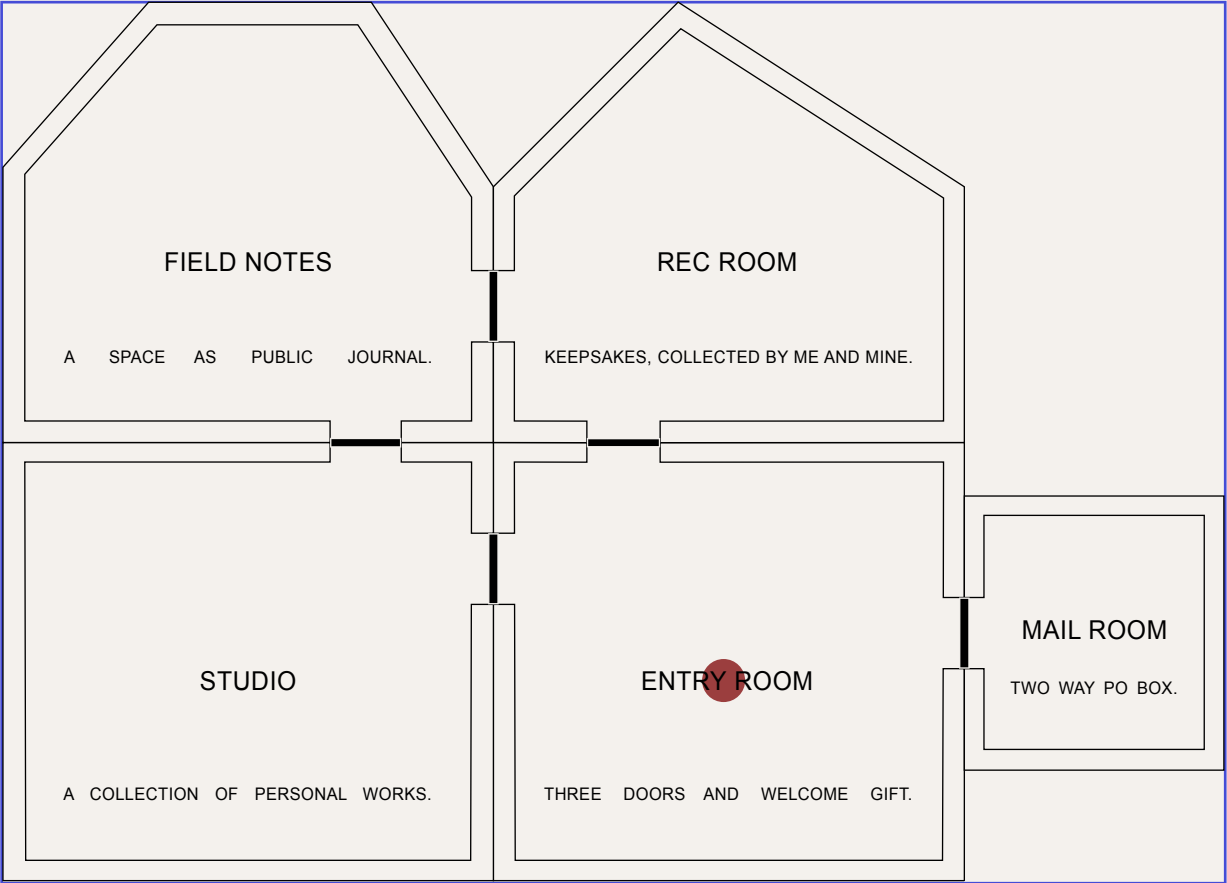 FIELD NOTES
A SPACE AS PUBLIC JOURNAL.
REC ROOM
KEEPSAKES, COLLECTED BY ME AND MINE.
STUDIO
A COLLECTION OF PERSONAL WORKS.
ENTRY ROOM
THREE DOORS AND WELCOME GIFT.
MAIL ROOM
TWO WAY PO BOX.